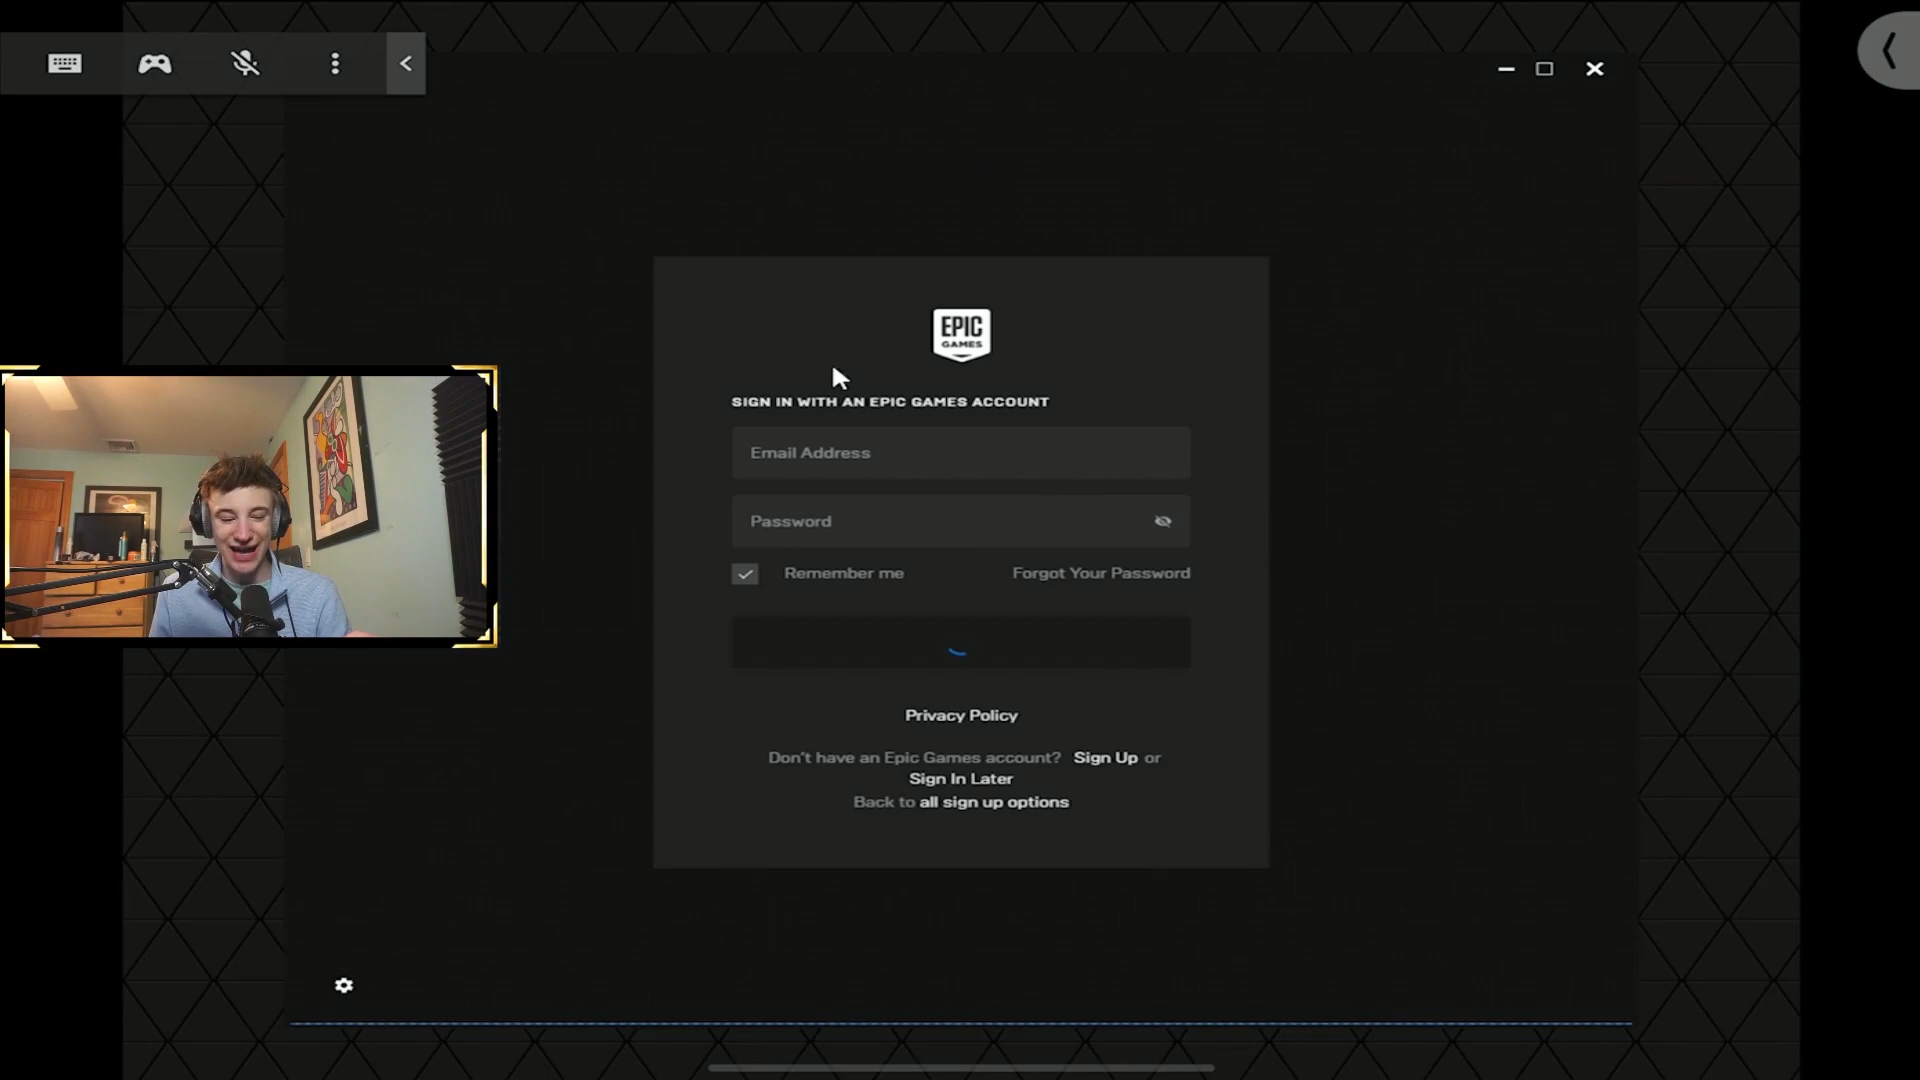 EPIC
GAMES
SIGN IN WITH AN EPIC GAMES ACCOUNT
Email Address
Password
Remember me
Forgot Your Password
Privacy Policy
Don't have an Epic Games account? Sign Up or
Sign In Later
Back to all sign up options